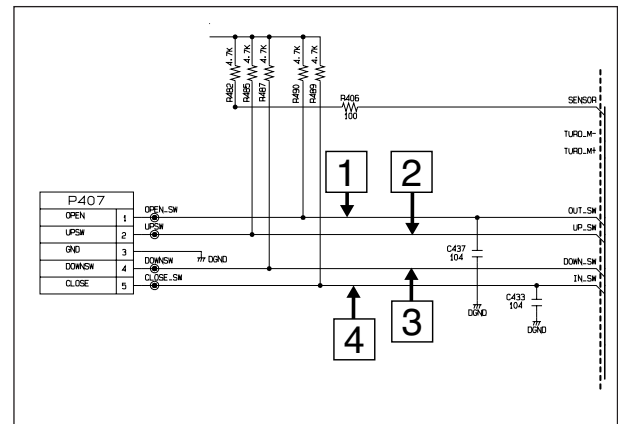 4.7K
4.7K
4.7K
4.7K
4.7K
R482
R485
R487
R490
R489
R406
100
SENSOR
TURO_M-
TURO_M+
1
2
P407
OPEN 1 OPEN_SW OUT_SW
UPSW 2 UPSW UP_SW
GND 3 DGND
C437
104
DOWNSW 4 DOWNSW DOWN_SW
CLOSE 5 CLOSE_SW IN_SW
C433
104
DGND
DGND
4
3